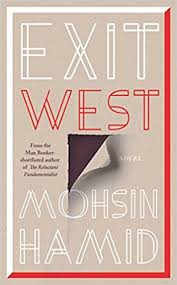 EXIT
WEST
From the
Man Booker-
shortlisted author
of The Reluctant
Fundamentalist
A NOVEL
MOHSIN
HAMID